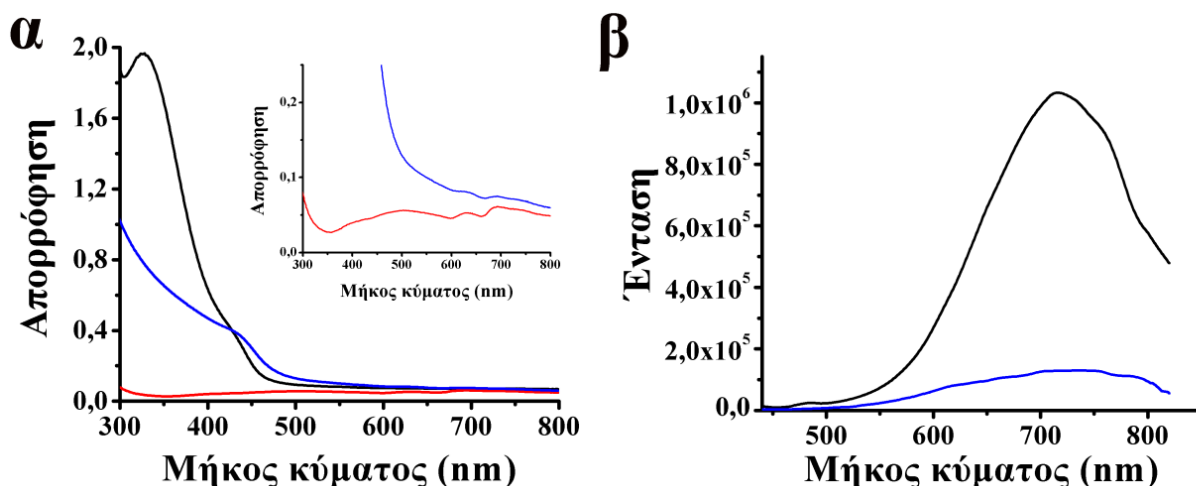 α
Απορρόφηση
2,0
1,6
1,2
0,8
0,4
0,0
300 400 500 600 700 800
Μήκος κύματος (nm)
Απορρόφηση
0,2
0,1
0,0
300 400 500 600 700 800
Μήκος κύματος (nm)
β
Ένταση
1,0x10⁶
8,0x10⁵
6,0x10⁵
4,0x10⁵
2,0x10⁵
0,0
500 600 700 800
Μήκος κύματος (nm)